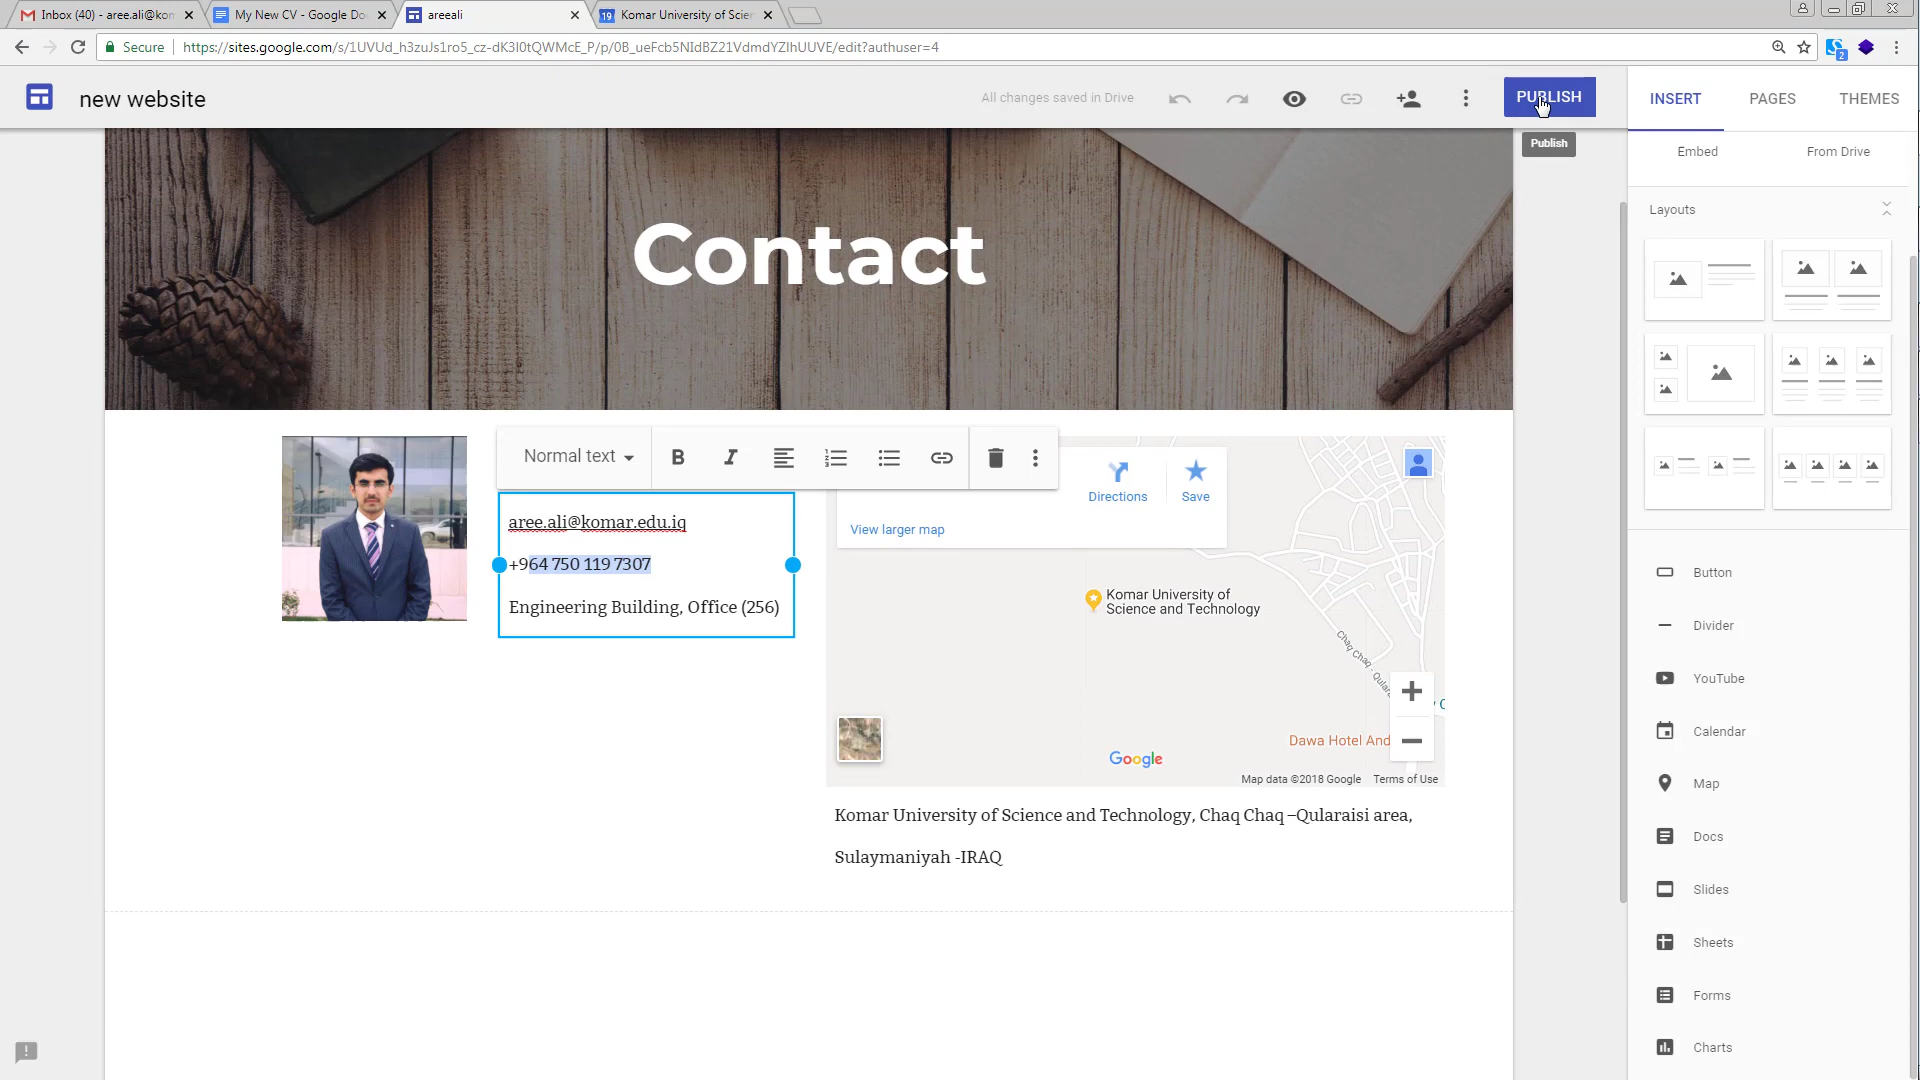 Inbox (40) - aree.ali@kom
My New CV - Google Do
areeali
19 Komar University of Scien
Secure
https://sites.google.com/s/1UVUd_h3zuJs1ro5_cz-dK3l0tQWMcE_P/p/0B_ueFcb5NIdBZ21VdmdYZlhUUVE/edit?authuser=4
2
new website
All changes saved in Drive
PUBLISH
INSERT
PAGES
THEMES
Publish
Embed
From Drive
Layouts
Contact
Normal text
B
I
Directions
Save
View larger map
aree.ali@komar.edu.iq
+964 750 119 7307
Engineering Building, Office (256)
Komar University of
Science and Technology
Chaq Chaq - Qulara
Dawa Hotel And
Google
Map data ©2018 Google
Terms of Use
Komar University of Science and Technology, Chaq Chaq –Qularaisi area,
Sulaymaniyah -IRAQ
Button
Divider
YouTube
Calendar
Map
Docs
Slides
Sheets
Forms
Charts